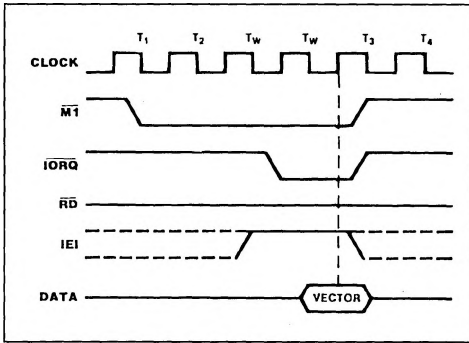 T1 T2 TW TW T3 T4
CLOCK
M1
IORQ
RD
IEI
DATA VECTOR